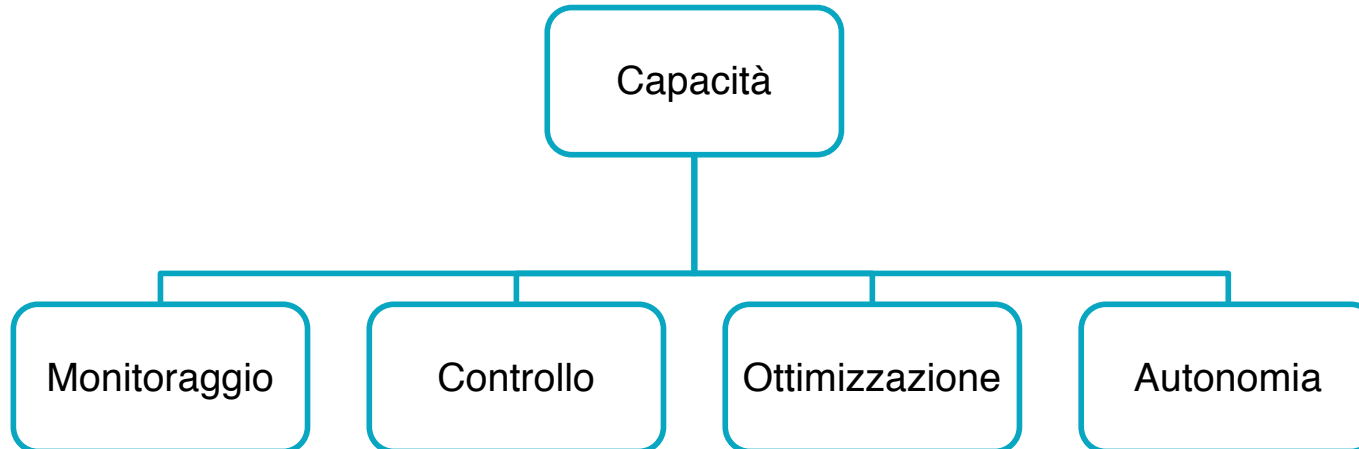 Capacità
Monitoraggio
Controllo
Ottimizzazione
Autonomia